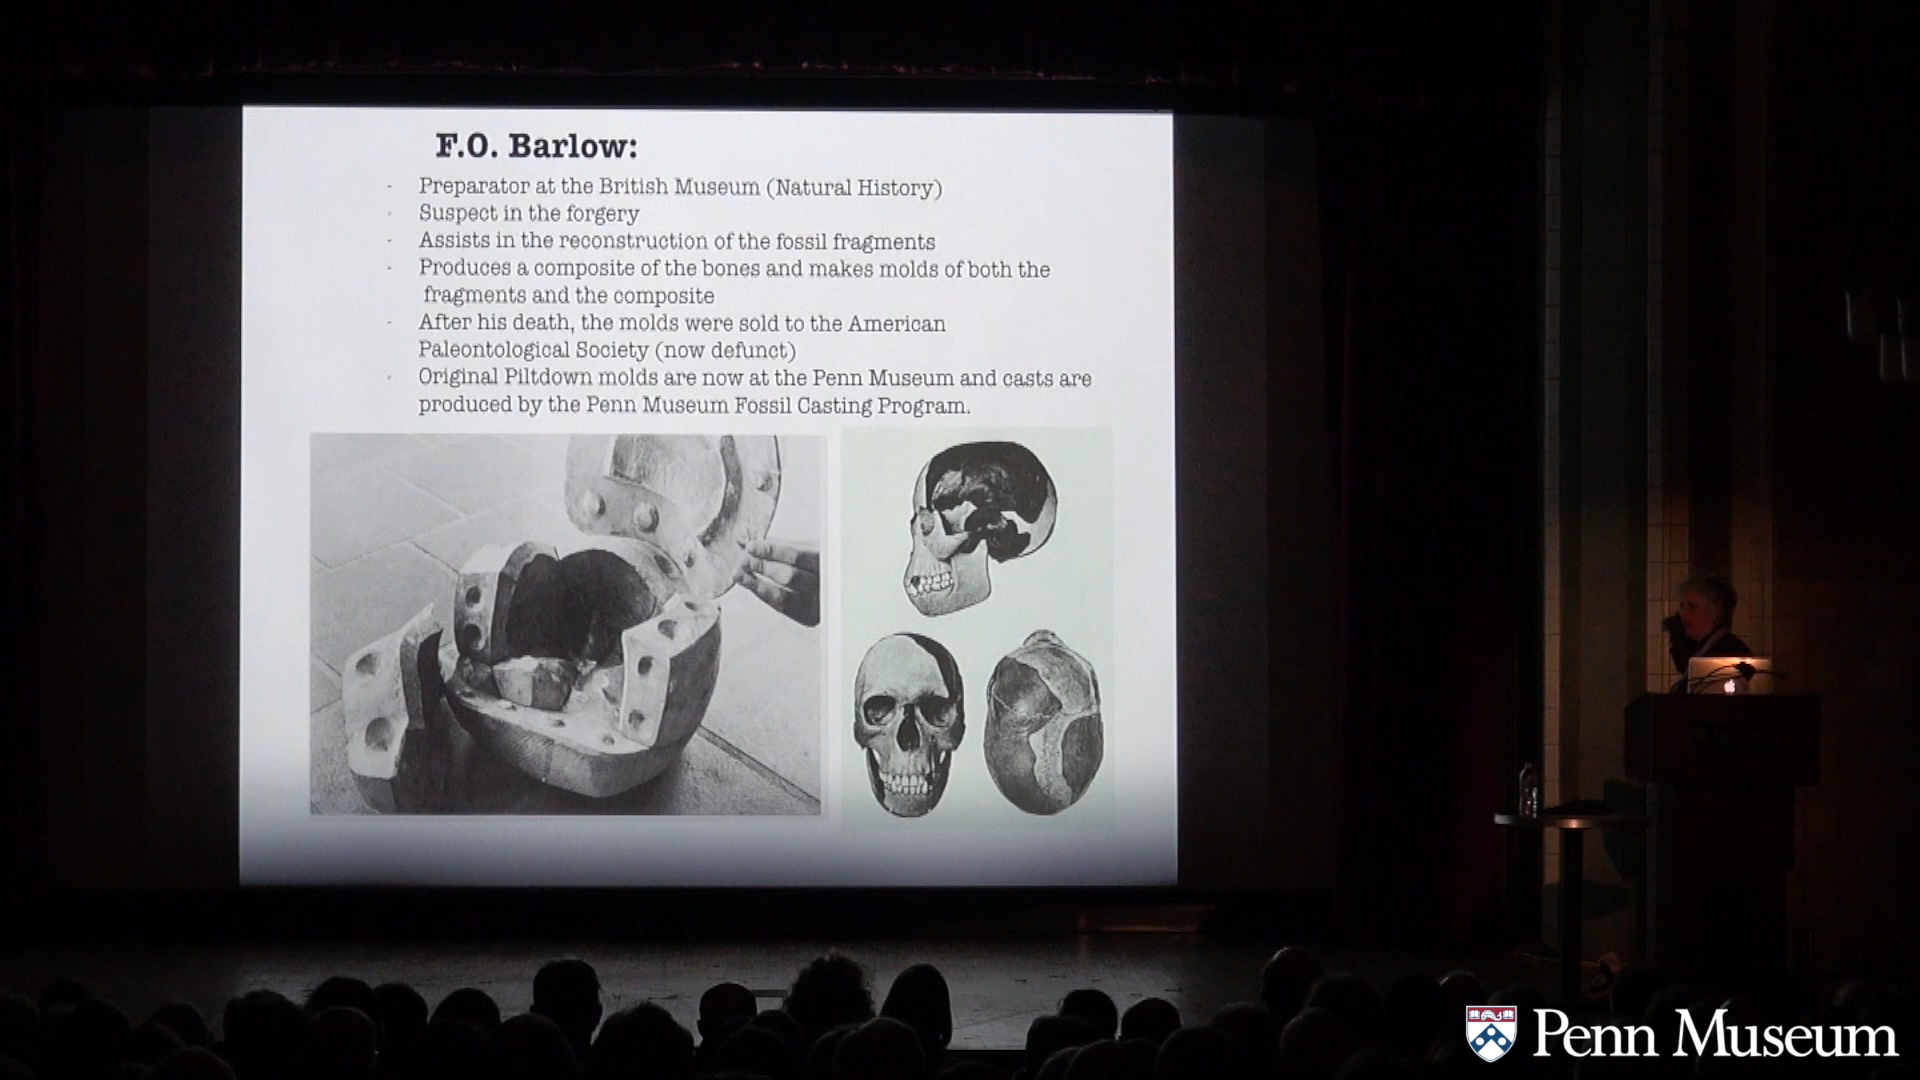 F.O. Barlow:
- Preparator at the British Museum (Natural History)
- Suspect in the forgery
- Assists in the reconstruction of the fossil fragments
- Produces a composite of the bones and makes molds of both the
fragments and the composite
- After his death, the molds were sold to the American
Paleontological Society (now defunct)
- Original Piltdown molds are now at the Penn Museum and casts are
produced by the Penn Museum Fossil Casting Program.
Penn Museum